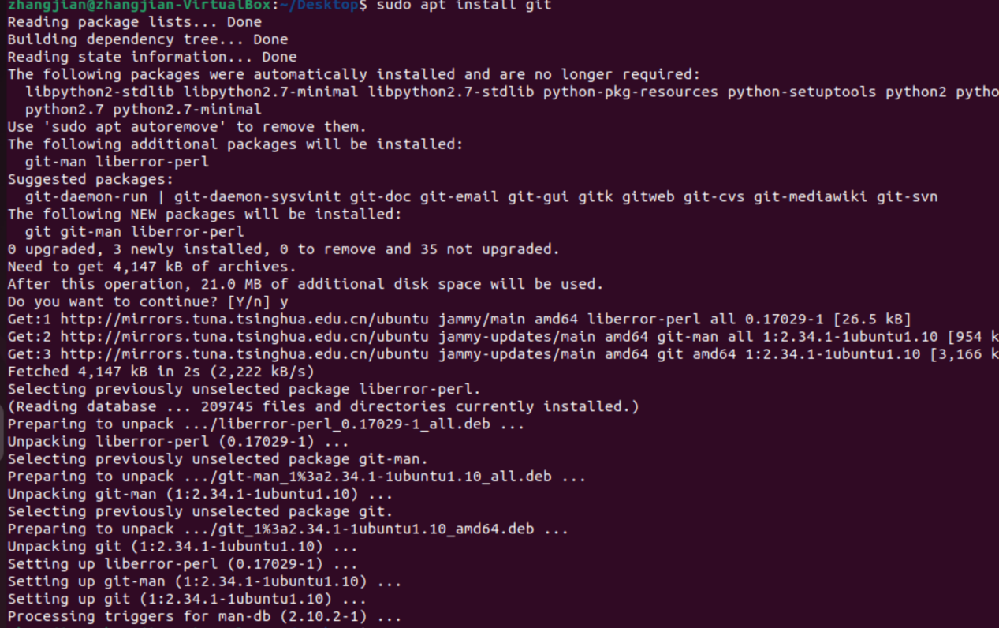 zhangjian@zhangjian-VirtualBox:~/Desktop$ sudo apt install git
Reading package lists... Done
Building dependency tree... Done
Reading state information... Done
The following packages were automatically installed and are no longer required:
  libpython2-stdlib libpython2.7-minimal libpython2.7-stdlib python-pkg-resources python-setuptools python2 pytho
  python2.7 python2.7-minimal
Use 'sudo apt autoremove' to remove them.
The following additional packages will be installed:
  git-man liberror-perl
Suggested packages:
  git-daemon-run | git-daemon-sysvinit git-doc git-email git-gui gitk gitweb git-cvs git-mediawiki git-svn
The following NEW packages will be installed:
  git git-man liberror-perl
0 upgraded, 3 newly installed, 0 to remove and 35 not upgraded.
Need to get 4,147 kB of archives.
After this operation, 21.0 MB of additional disk space will be used.
Do you want to continue? [Y/n] y
Get:1 http://mirrors.tuna.tsinghua.edu.cn/ubuntu jammy/main amd64 liberror-perl all 0.17029-1 [26.5 kB]
Get:2 http://mirrors.tuna.tsinghua.edu.cn/ubuntu jammy-updates/main amd64 git-man all 1:2.34.1-1ubuntu1.10 [954 k
Get:3 http://mirrors.tuna.tsinghua.edu.cn/ubuntu jammy-updates/main amd64 git amd64 1:2.34.1-1ubuntu1.10 [3,166 k
Fetched 4,147 kB in 2s (2,222 kB/s)
Selecting previously unselected package liberror-perl.
(Reading database ... 209745 files and directories currently installed.)
Preparing to unpack .../liberror-perl_0.17029-1_all.deb ...
Unpacking liberror-perl (0.17029-1) ...
Selecting previously unselected package git-man.
Preparing to unpack .../git-man_1%3a2.34.1-1ubuntu1.10_all.deb ...
Unpacking git-man (1:2.34.1-1ubuntu1.10) ...
Selecting previously unselected package git.
Preparing to unpack .../git_1%3a2.34.1-1ubuntu1.10_amd64.deb ...
Unpacking git (1:2.34.1-1ubuntu1.10) ...
Setting up liberror-perl (0.17029-1) ...
Setting up git-man (1:2.34.1-1ubuntu1.10) ...
Setting up git (1:2.34.1-1ubuntu1.10) ...
Processing triggers for man-db (2.10.2-1) ...